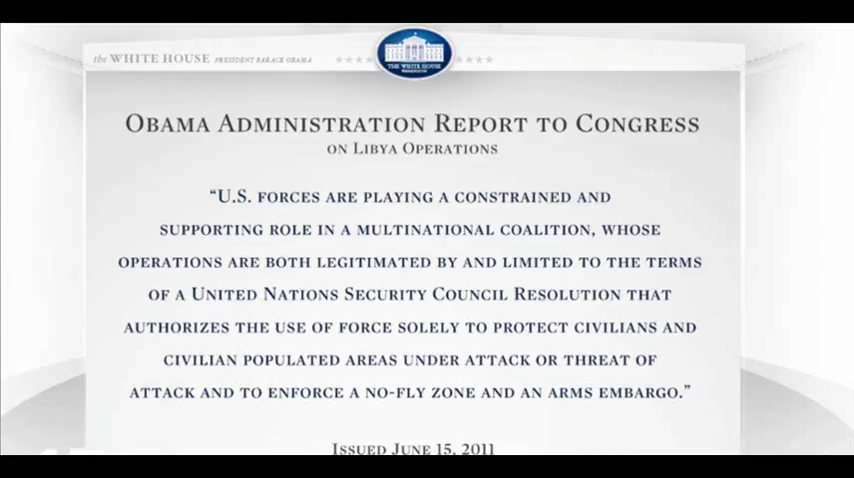 the WHITE HOUSE PRESIDENT BARACK OBAMA
THE WHITE HOUSE
WASHINGTON
OBAMA ADMINISTRATION REPORT TO CONGRESS
ON LIBYA OPERATIONS
“U.S. FORCES ARE PLAYING A CONSTRAINED AND
SUPPORTING ROLE IN A MULTINATIONAL COALITION, WHOSE
OPERATIONS ARE BOTH LEGITIMATED BY AND LIMITED TO THE TERMS
OF A UNITED NATIONS SECURITY COUNCIL RESOLUTION THAT
AUTHORIZES THE USE OF FORCE SOLELY TO PROTECT CIVILIANS AND
CIVILIAN POPULATED AREAS UNDER ATTACK OR THREAT OF
ATTACK AND TO ENFORCE A NO-FLY ZONE AND AN ARMS EMBARGO.”
ISSUED JUNE 15, 2011